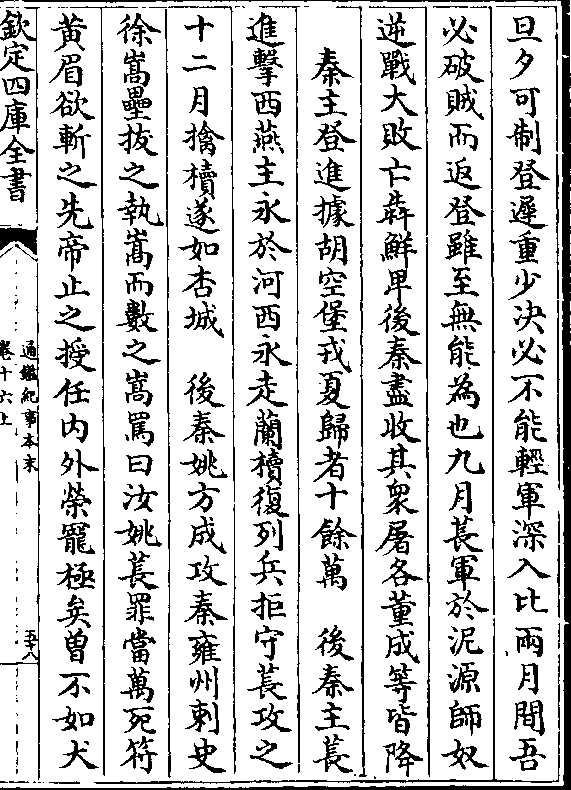 旦夕可制登遲重少決必不能輕軍深入比兩月間吾
必破賊而返登雖至無能為也九月萇軍於泥源師奴
逆戰大敗亡犇鮮卑後秦盡收其衆屠各董成等皆降
秦主登進據胡空堡戎夏歸者十餘萬　後秦主萇
進擊西燕主永於河西永走蘭犢復列兵拒守萇攻之
十二月擒犢遂如杏城　後秦姚方成攻秦雍州刺史
徐嵩壘拔之執嵩而數之嵩罵曰汝姚萇罪當萬死符
黃眉欲斬之先帝止之授任内外榮寵極矣曽不如犬
欽定四庫全書
通鑑紀事本末
卷十六上
五十八